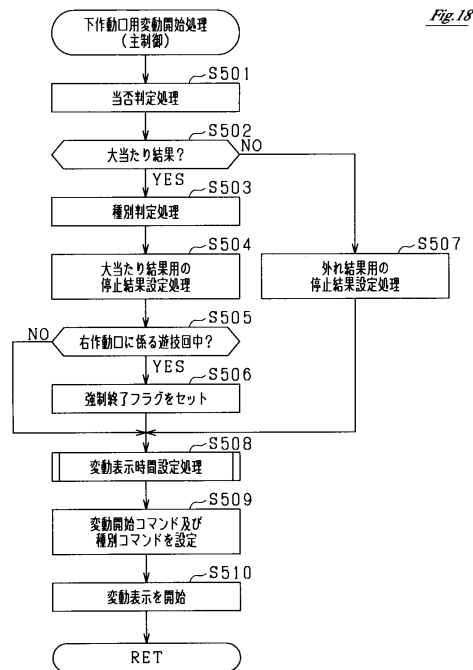 Fig.18
下作動口用変動開始処理
(主制御)
S501
当否判定処理
S502
大当たり結果?
NO
YES
S503
種別判定処理
S504
大当たり結果用の
停止結果設定処理
S507
外れ結果用の
停止結果設定処理
S505
NO
右作動口に係る遊技回中?
YES
S506
強制終了フラグをセット
S508
変動表示時間設定処理
S509
変動開始コマンド及び
種別コマンドを設定
S510
変動表示を開始
RET